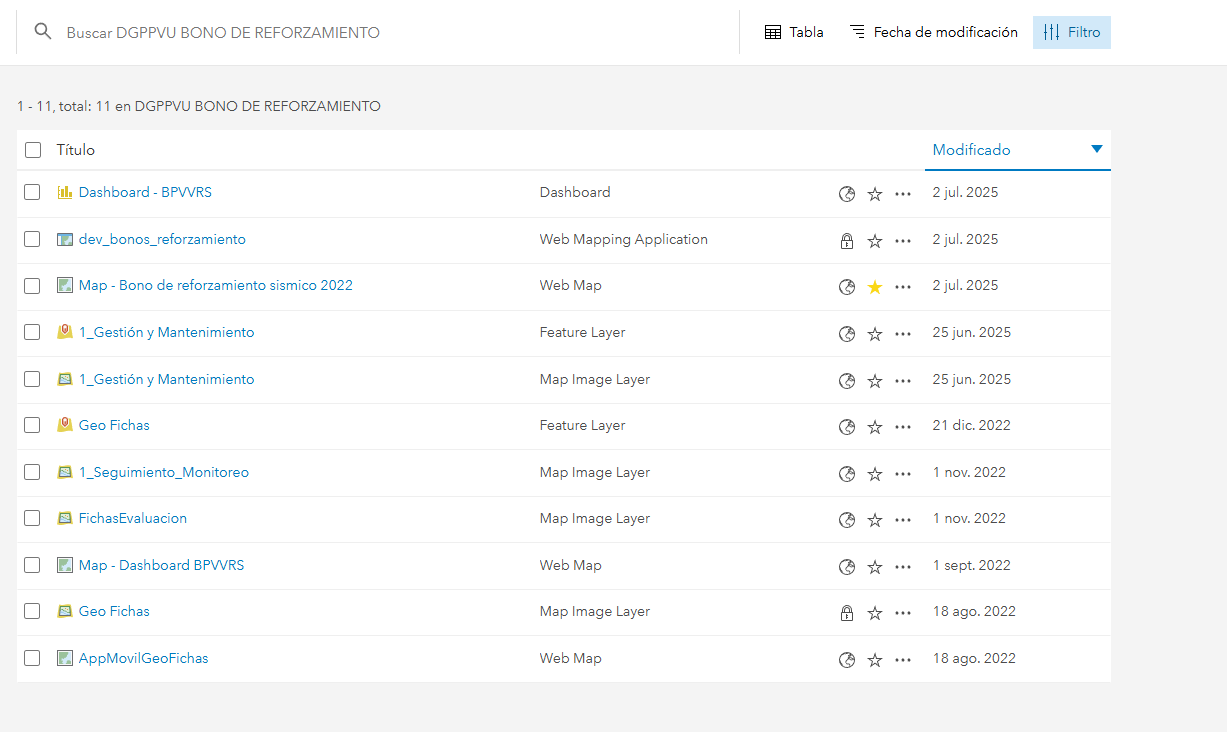 Buscar DGPPVU BONO DE REFORZAMIENTO Tabla Fecha de modificación Filtro
1 - 11, total: 11 en DGPPVU BONO DE REFORZAMIENTO
Título Modificado
Dashboard - BPVVRS Dashboard 2 jul. 2025
dev_bonos_reforzamiento Web Mapping Application 2 jul. 2025
Map - Bono de reforzamiento sismico 2022 Web Map 2 jul. 2025
1_Gestión y Mantenimiento Feature Layer 25 jun. 2025
1_Gestión y Mantenimiento Map Image Layer 25 jun. 2025
Geo Fichas Feature Layer 21 dic. 2022
1_Seguimiento_Monitoreo Map Image Layer 1 nov. 2022
FichasEvaluacion Map Image Layer 1 nov. 2022
Map - Dashboard BPVVRS Web Map 1 sept. 2022
Geo Fichas Map Image Layer 18 ago. 2022
AppMovilGeoFichas Web Map 18 ago. 2022